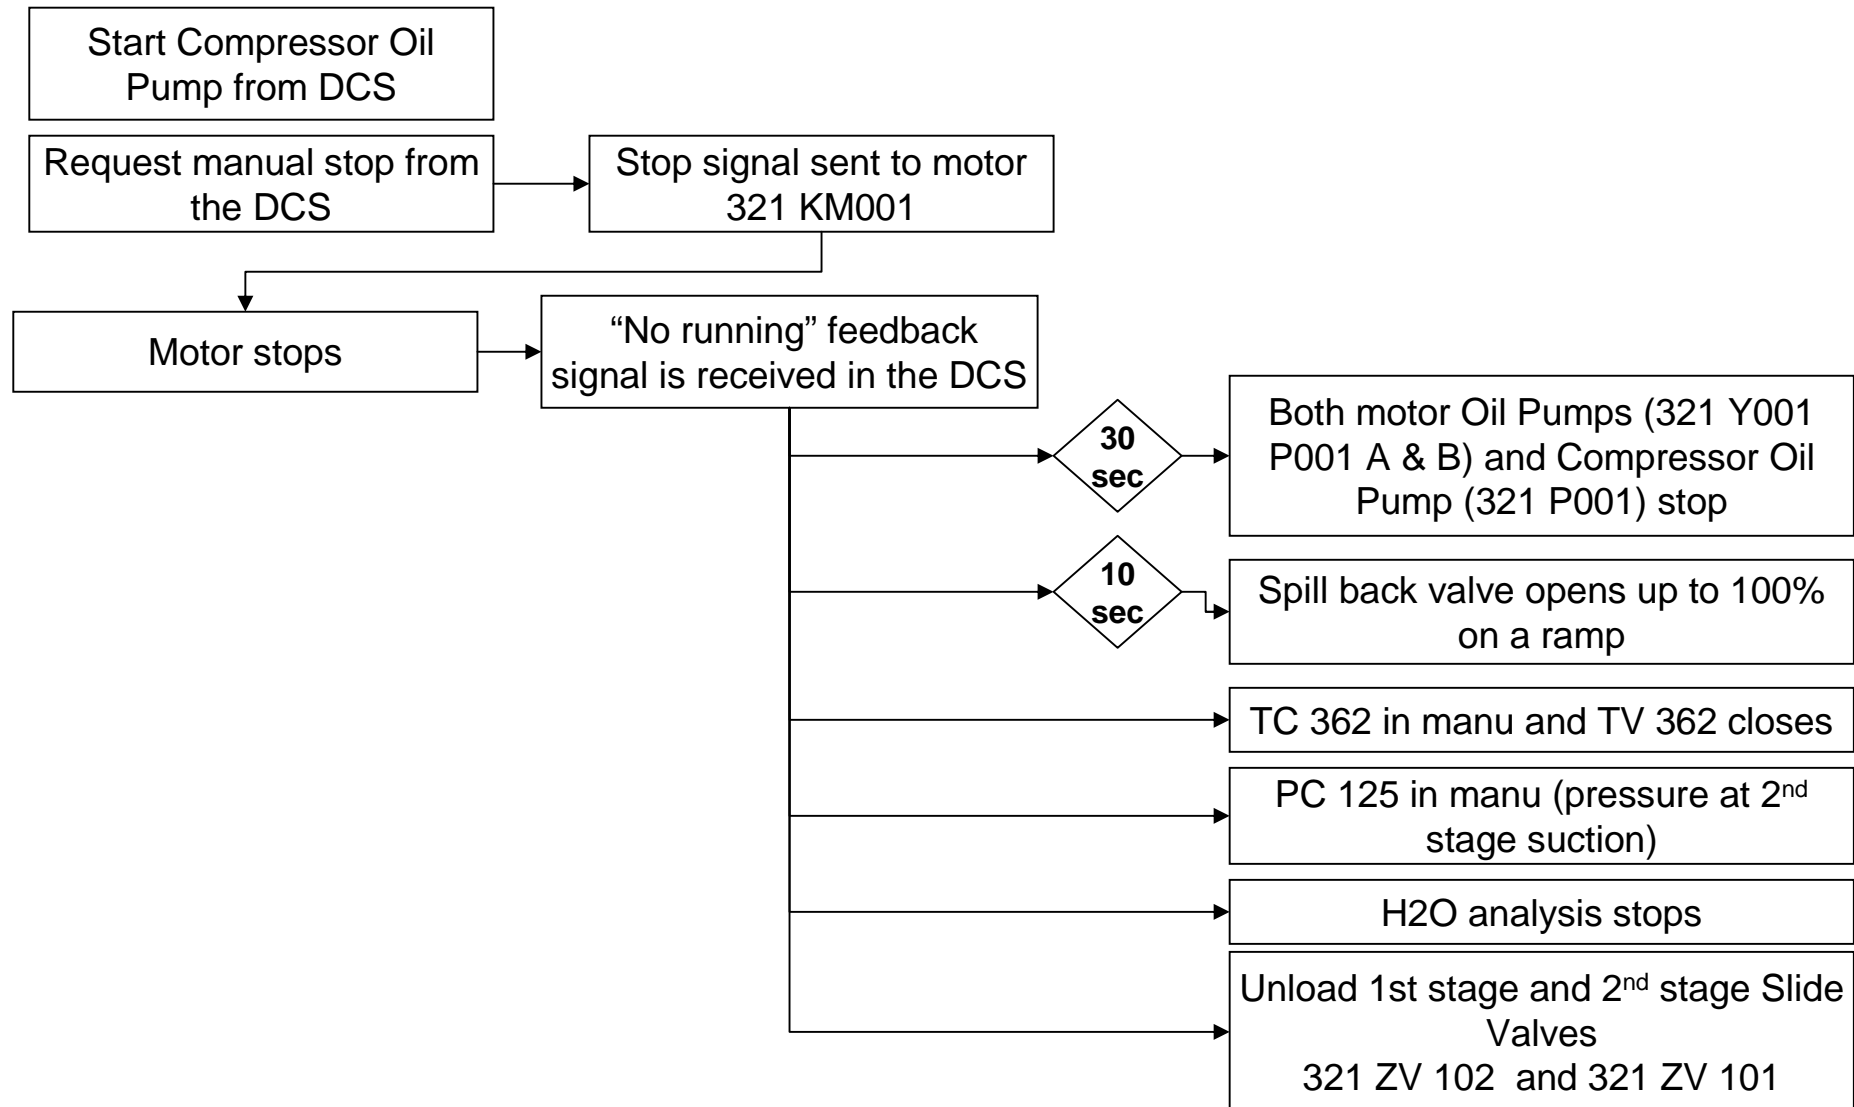 Start Compressor Oil
Pump from DCS
Request manual stop from
the DCS
Stop signal sent to motor
321 KM001
Motor stops
“No running” feedback
signal is received in the DCS
30
sec
Both motor Oil Pumps (321 Y001
P001 A & B) and Compressor Oil
Pump (321 P001) stop
10
sec
Spill back valve opens up to 100%
on a ramp
TC 362 in manu and TV 362 closes
PC 125 in manu (pressure at 2nd
stage suction)
H2O analysis stops
Unload 1st stage and 2nd stage Slide
Valves
321 ZV 102 and 321 ZV 101